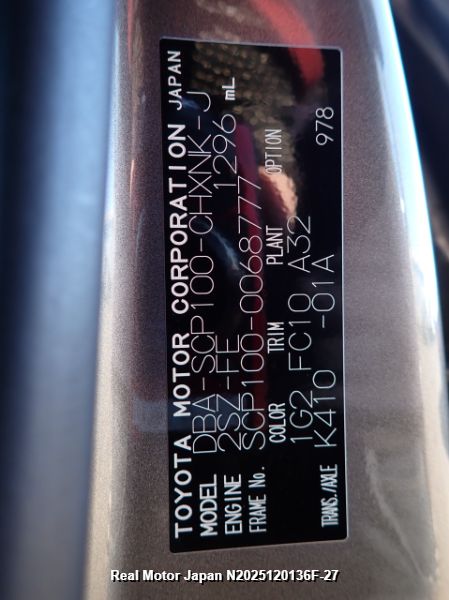 TOYOTA MOTOR CORPORATION JAPAN
MODEL DBA-SCP100-CHXNK-J
ENGINE 2SZ-FE 1296 mL
FRAME No. SCP100-0068777
COLOR TRIM PLANT OPTION
1G2 FC10 A32
TRANS./AXLE K410 -01A 978
Real Motor Japan N2025120136F-27